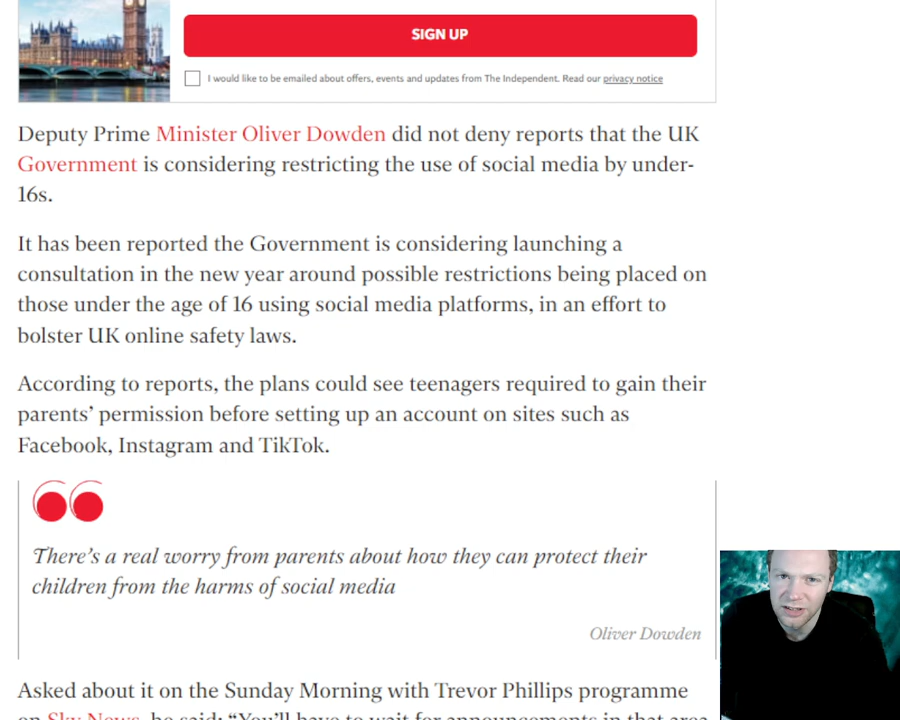 SIGN UP
I would like to be emailed about offers, events and updates from The Independent. Read our privacy notice
Deputy Prime Minister Oliver Dowden did not deny reports that the UK
Government is considering restricting the use of social media by under-
16s.
It has been reported the Government is considering launching a
consultation in the new year around possible restrictions being placed on
those under the age of 16 using social media platforms, in an effort to
bolster UK online safety laws.
According to reports, the plans could see teenagers required to gain their
parents’ permission before setting up an account on sites such as
Facebook, Instagram and TikTok.
There’s a real worry from parents about how they can protect their
children from the harms of social media
Oliver Dowden
Asked about it on the Sunday Morning with Trevor Phillips programme
on Sky News, he said: “You’ll have to wait for announcements in that area